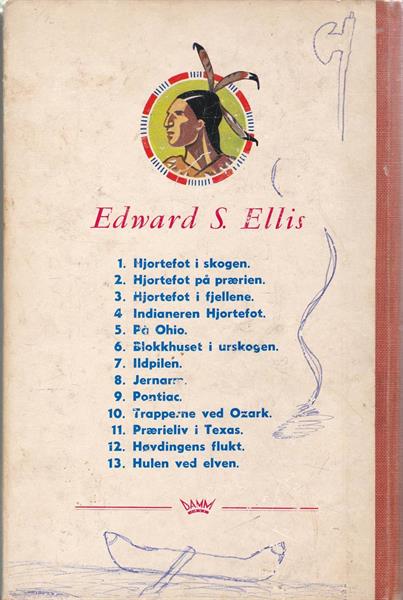 Edward S. Ellis
1. Hjortefot i skogen.
2. Hjortefot på prærien.
3. Hjortefot i fjellene.
4 Indianeren Hjortefot.
5. På Ohio.
6. Blokkhuset i urskogen.
7. Ildpilen.
8. Jernarm.
9. Pontiac.
10. Trapperne ved Ozark.
11. Prærieliv i Texas.
12. Høvdingens flukt.
13. Hulen ved elven.
DAMM